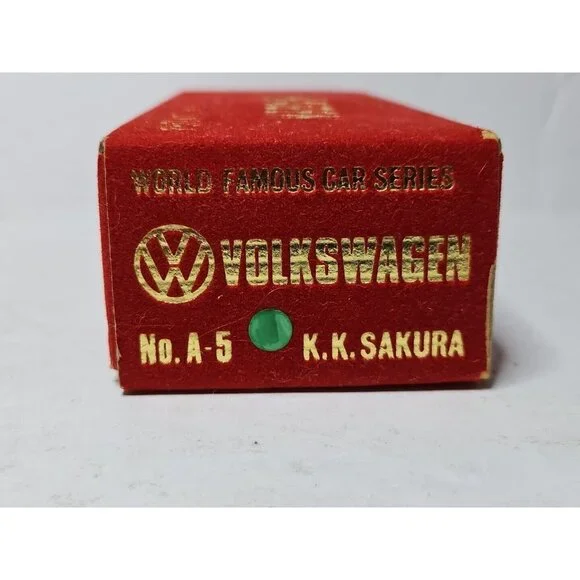 WORLD FAMOUS CAR SERIES
VOLKSWAGEN
No. A-5 K.K. SAKURA